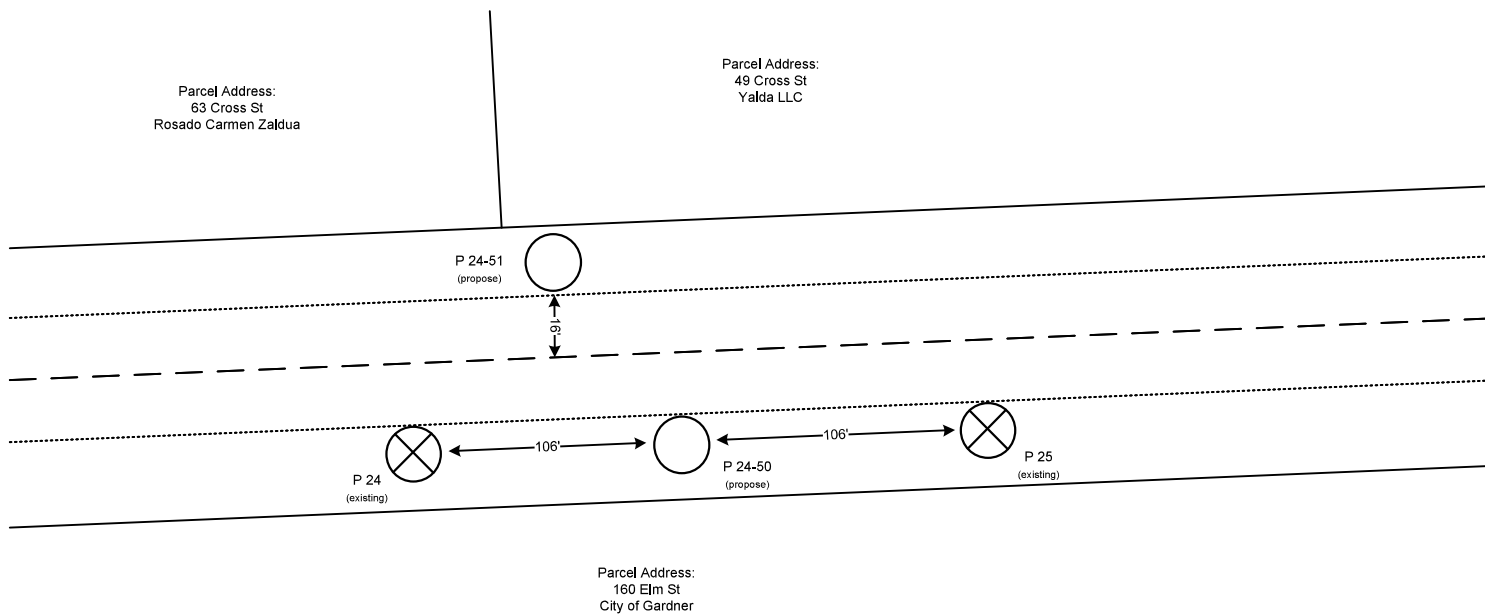 Parcel Address:
63 Cross St
Rosado Carmen Zaldua
Parcel Address:
49 Cross St
Yalda LLC
P 24-51
(propose)
16'
106'
106'
P 24
(existing)
P 24-50
(propose)
P 25
(existing)
Parcel Address:
160 Elm St
City of Gardner